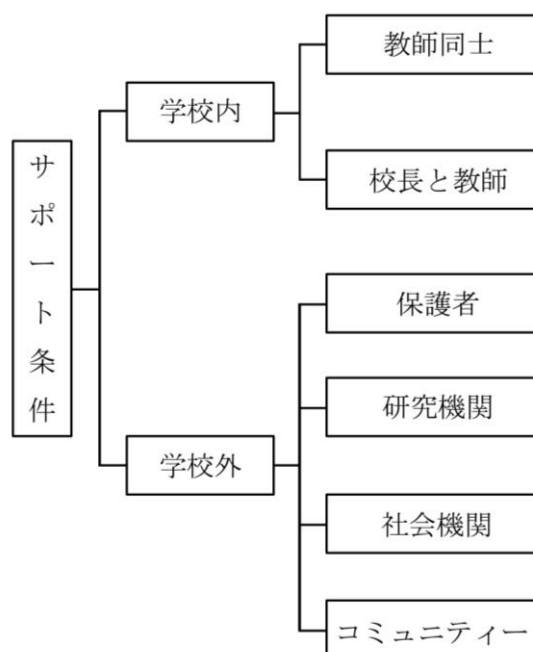 サポート条件
学校内
教師同士
校長と教師
学校外
保護者
研究機関
社会機関
コミュニティー